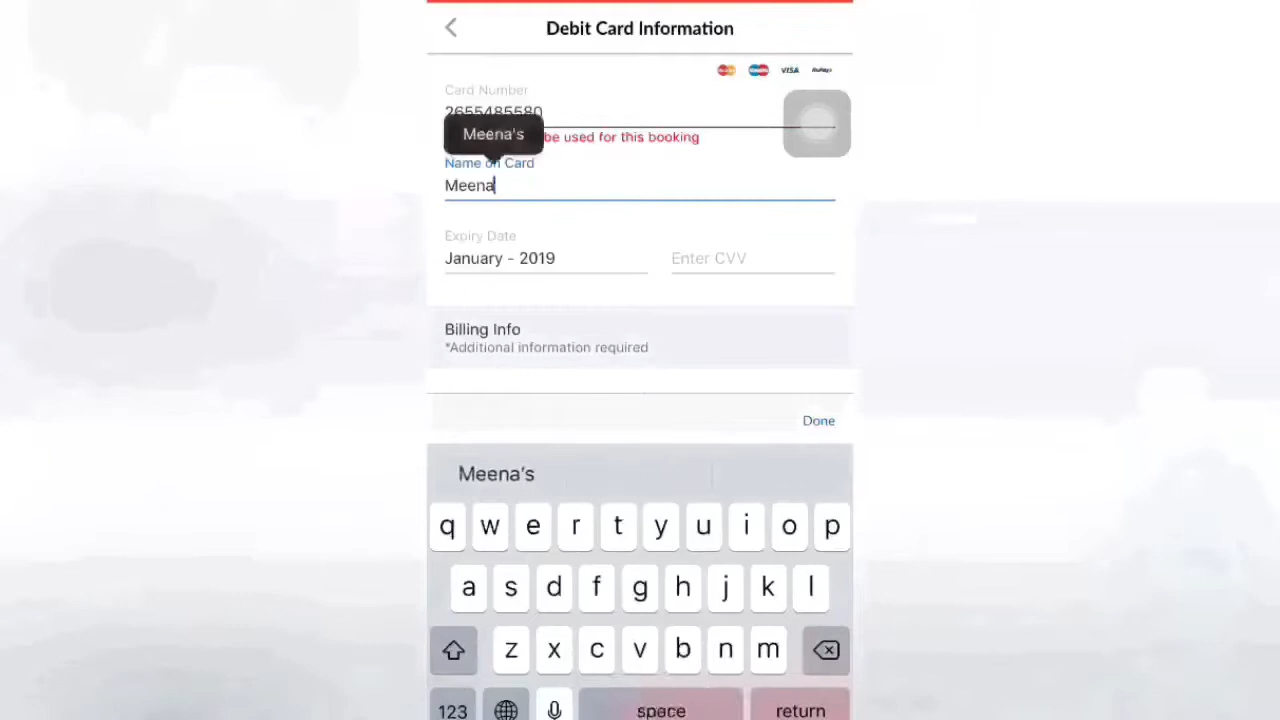 Debit Card Information
VISA RuPay
Card Number
2655485580
Meena's
be used for this booking
Name on Card
Meena
Expiry Date
January - 2019 Enter CVV
Billing Info
*Additional information required
Done
Meena's
q w e r t y u i o p
a s d f g h j k l
z x c v b n m
123 space return